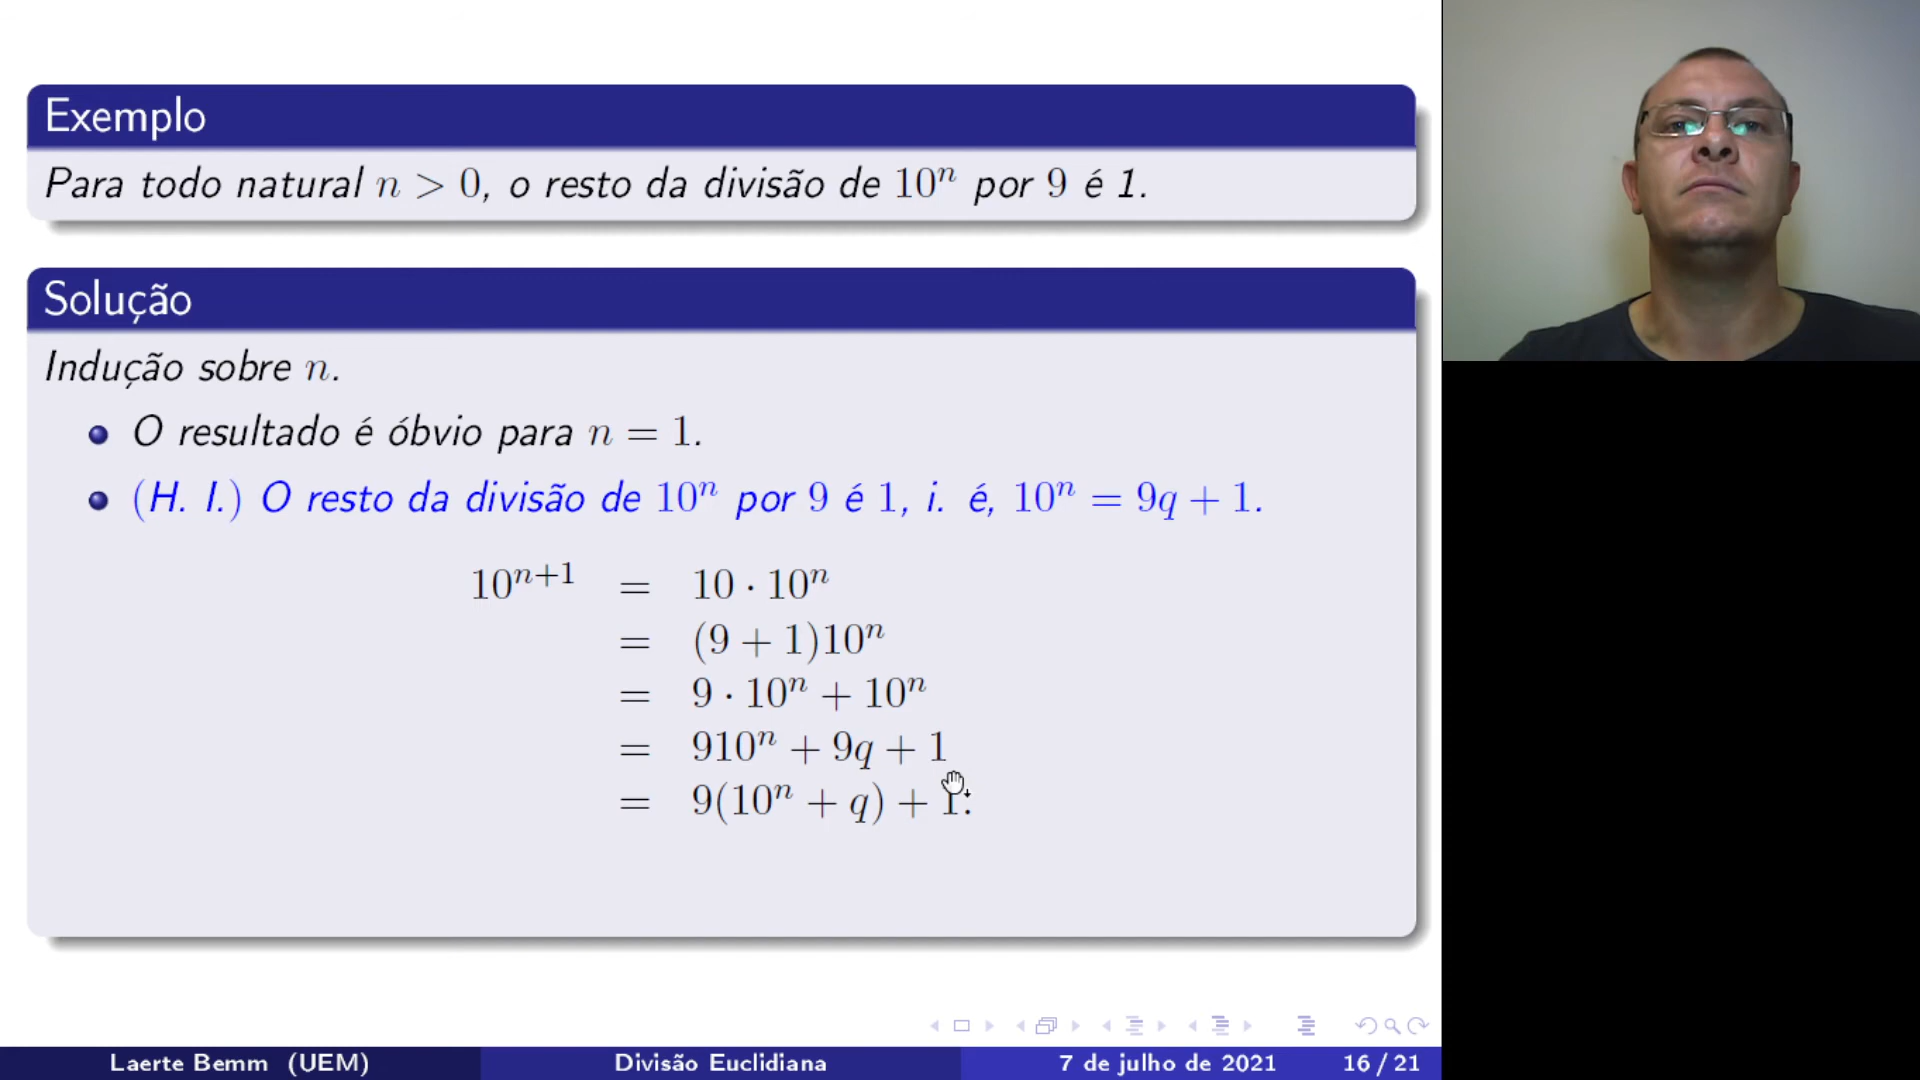 Exemplo
Para todo natural n > 0, o resto da divisão de 10ⁿ por 9 é 1.
Solução
Indução sobre n.
O resultado é óbvio para n = 1.
(H. I.) O resto da divisão de 10ⁿ por 9 é 1, i. é, 10ⁿ = 9q + 1.
10ⁿ⁺¹ = 10 · 10ⁿ
= (9 + 1)10ⁿ
= 9 · 10ⁿ + 10ⁿ
= 910ⁿ + 9q + 1
= 9(10ⁿ + q) + 1.
Laerte Bemm (UEM) Divisão Euclidiana 7 de julho de 2021 16 / 21